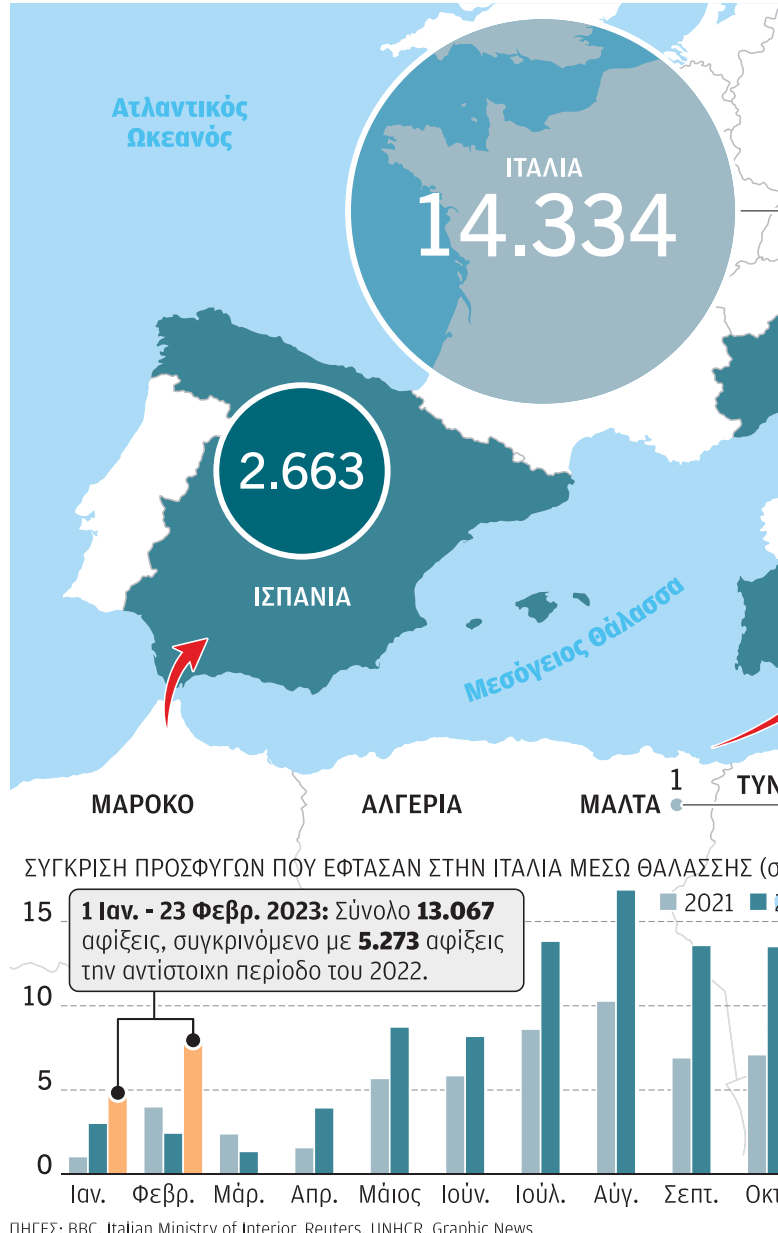 Ατλαντικός
Ωκεανός
ΙΤΑΛΙΑ
14.334
2.663
ΙΣΠΑΝΙΑ
Μεσόγειος Θάλασσα
ΜΑΡΟΚΟ
ΑΛΓΕΡΙΑ
ΜΑΛΤΑ 1
ΤΥΝ
ΣΥΓΚΡΙΣΗ ΠΡΟΣΦΥΓΩΝ ΠΟΥ ΕΦΤΑΣΑΝ ΣΤΗΝ ΙΤΑΛΙΑ ΜΕΣΩ ΘΑΛΑΣΣΗΣ (σ
2021 2
1 Ιαν. - 23 Φεβρ. 2023: Σύνολο 13.067
αφίξεις, συγκρινόμενο με 5.273 αφίξεις
την αντίστοιχη περίοδο του 2022.
15
10
5
0
Ιαν. Φεβρ. Μάρ. Απρ. Μάιος Ιούν. Ιούλ. Αύγ. Σεπτ. Οκτ
ΠΗΓΕΣ: BBC, Italian Ministry of Interior, Reuters, UNHCR, Graphic News